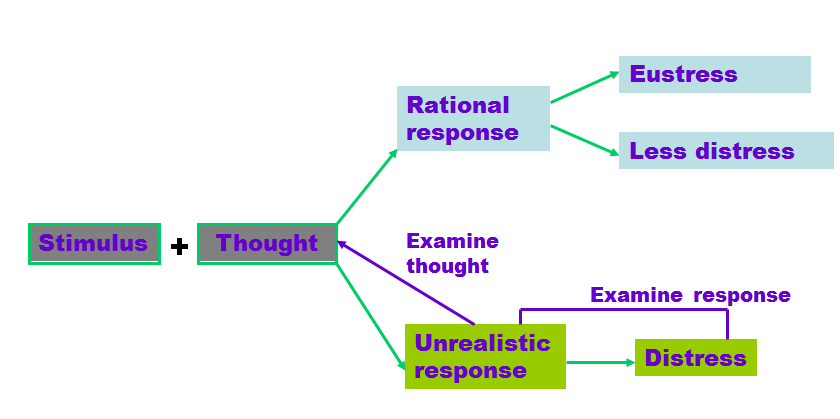 Eustress
Rational
response
Less distress
Stimulus + Thought
Examine
thought
Examine response
Unrealistic
response
Distress